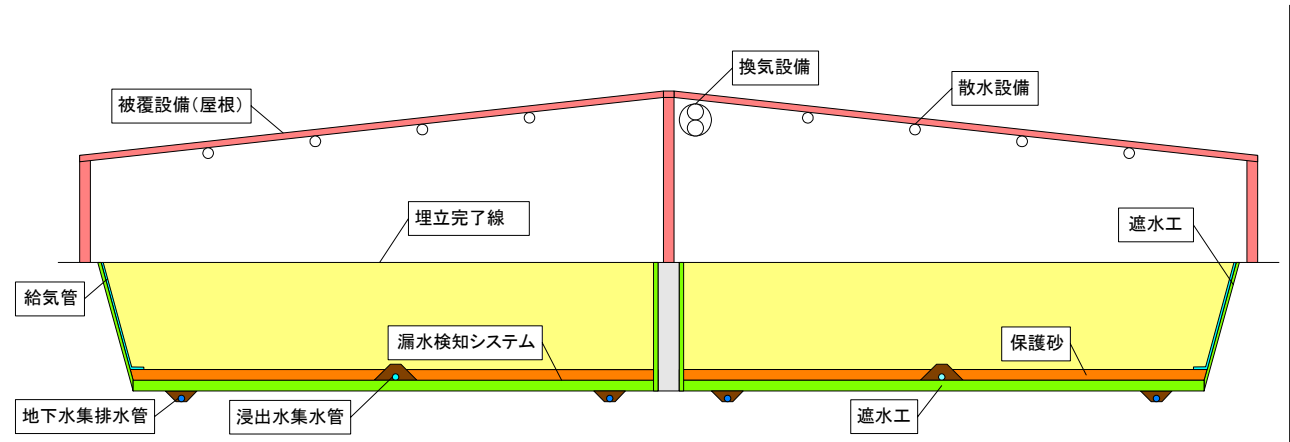 換気設備
散水設備
被覆設備（屋根）
埋立完了線
遮水工
給気管
漏水検知システム
保護砂
地下水集排水管
浸出水集水管
遮水工